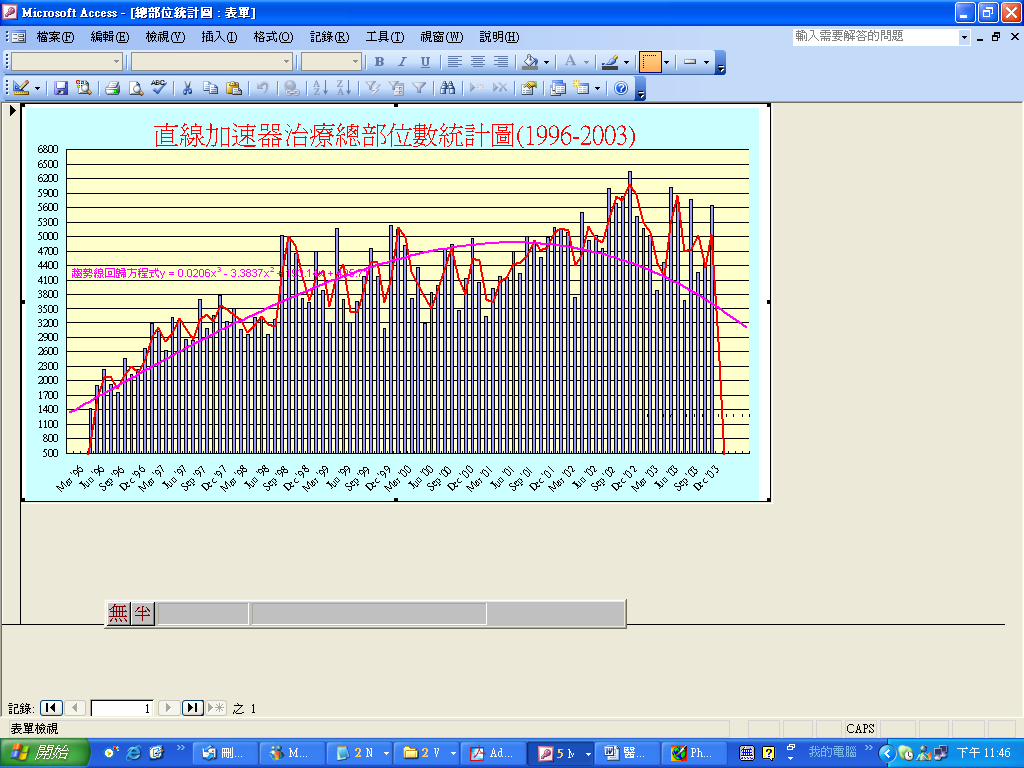 Microsoft Access - [總部位統計圖 : 表單]
檔案(F) 編輯(E) 檢視(V) 插入(I) 格式(O) 記錄(R) 工具(T) 視窗(W) 說明(H) 輸入需要解答的問題
B I U A
直線加速器治療總部位數統計圖(1996-2003)
6800
6500
6200
5900
5600
5300
5000
4700
4400
4100
3800
3500
3200
2900
2600
2300
2000
1700
1400
1100
800
500
趨勢線回歸方程式y = 0.0206x³ - 3.3837x²
Mar '96 Jun '96 Sep '96 Dec '96 Mar '97 Jun '97 Sep '97 Dec '97 Mar '98 Jun '98 Sep '98 Dec '98 Mar '99 Jun '99 Sep '99 Dec '99 Mar '00 Jun '00 Sep '00 Dec '00 Mar '01 Jun '01 Sep '01 Dec '01 Mar '02 Jun '02 Sep '02 Dec '02 Mar '03 Jun '03 Sep '03 Dec '03
無 半
記錄: 1 之 1
表單檢視 CAPS
開始 刪... M... 2 N 2 V Ad... 5 M 醫... Ph... 我的電腦 下午 11:46